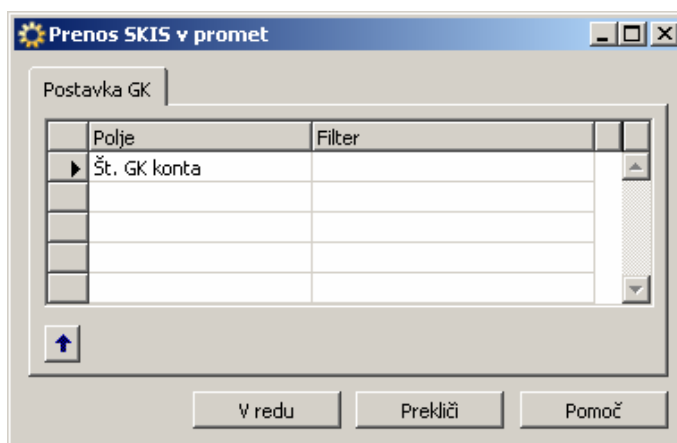 Prenos SKIS v promet
Postavka GK
Polje Filter
Št. GK konta
V redu Prekliči Pomoč